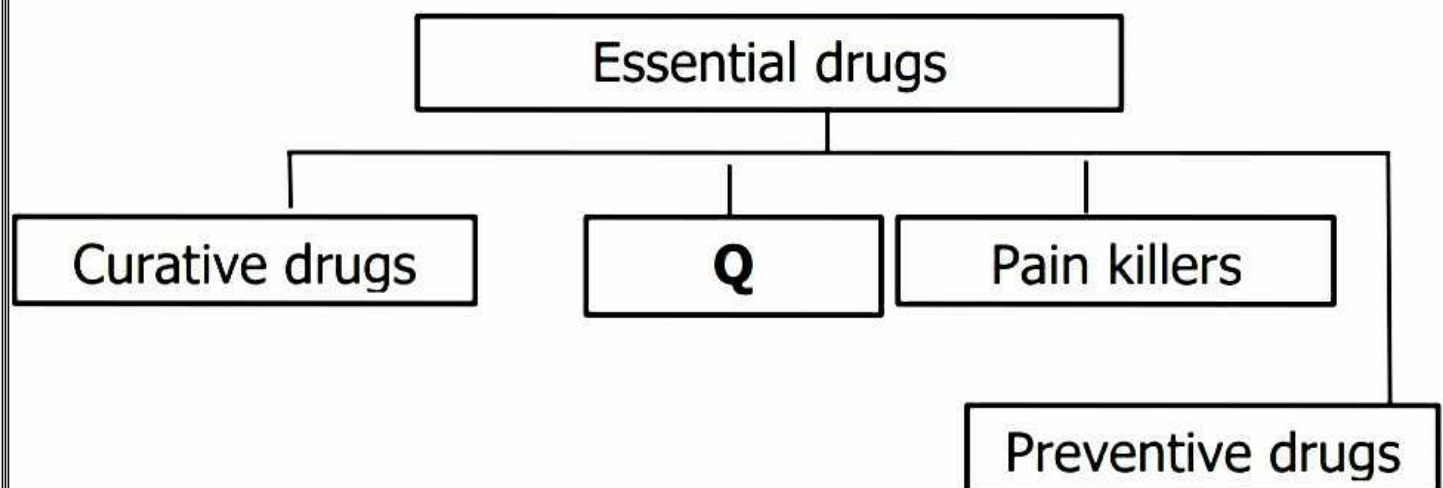 Essential drugs
Curative drugs
Q
Pain killers
Preventive drugs